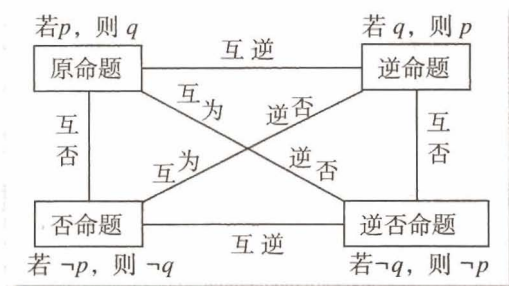 若p，则 q
若 q，则 p
原命题
互 逆
逆命题
互为
逆否
互否
互否
互为
逆否
否命题
互 逆
逆否命题
若 ¬p，则 ¬q
若¬q，则 ¬p